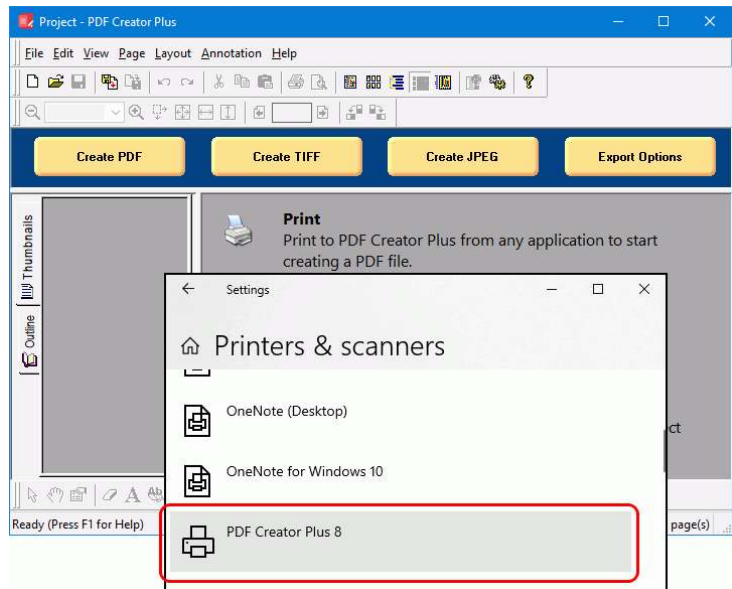 Project - PDF Creator Plus
File Edit View Page Layout Annotation Help
Create PDF Create TIFF Create JPEG Export Options
Thumbnails
Outline
Print
Print to PDF Creator Plus from any application to start
creating a PDF file.
Settings
Printers & scanners
OneNote (Desktop)
OneNote for Windows 10
ct
PDF Creator Plus 8
Ready (Press F1 for Help)
page(s)